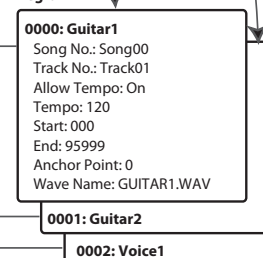 0000: Guitar1
Song No.: Song00
Track No.: Track01
Allow Tempo: On
Tempo: 120
Start: 000
End: 95999
Anchor Point: 0
Wave Name: GUITAR1.WAV
0001: Guitar2
0002: Voice1